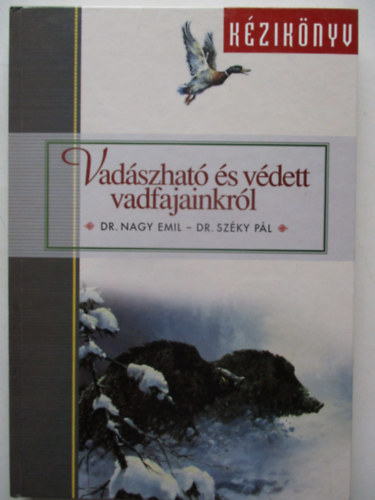 KÉZIKÖNYV
Vadászható és védett
vadfajainkról
DR. NAGY EMIL – DR. SZÉKY PÁL